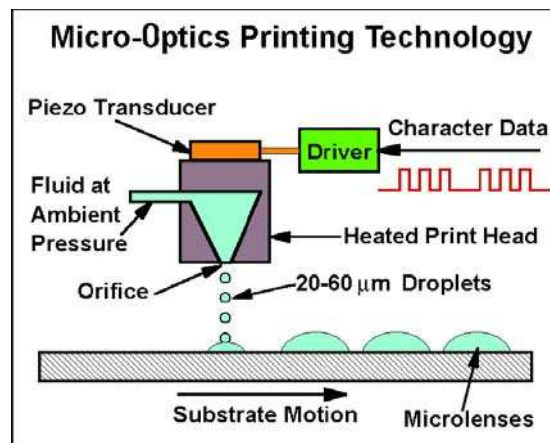 Micro-Optics Printing Technology
Piezo Transducer
Driver
Character Data
Fluid at
Ambient
Pressure
Heated Print Head
Orifice
20-60 μm Droplets
Substrate Motion
Microlenses